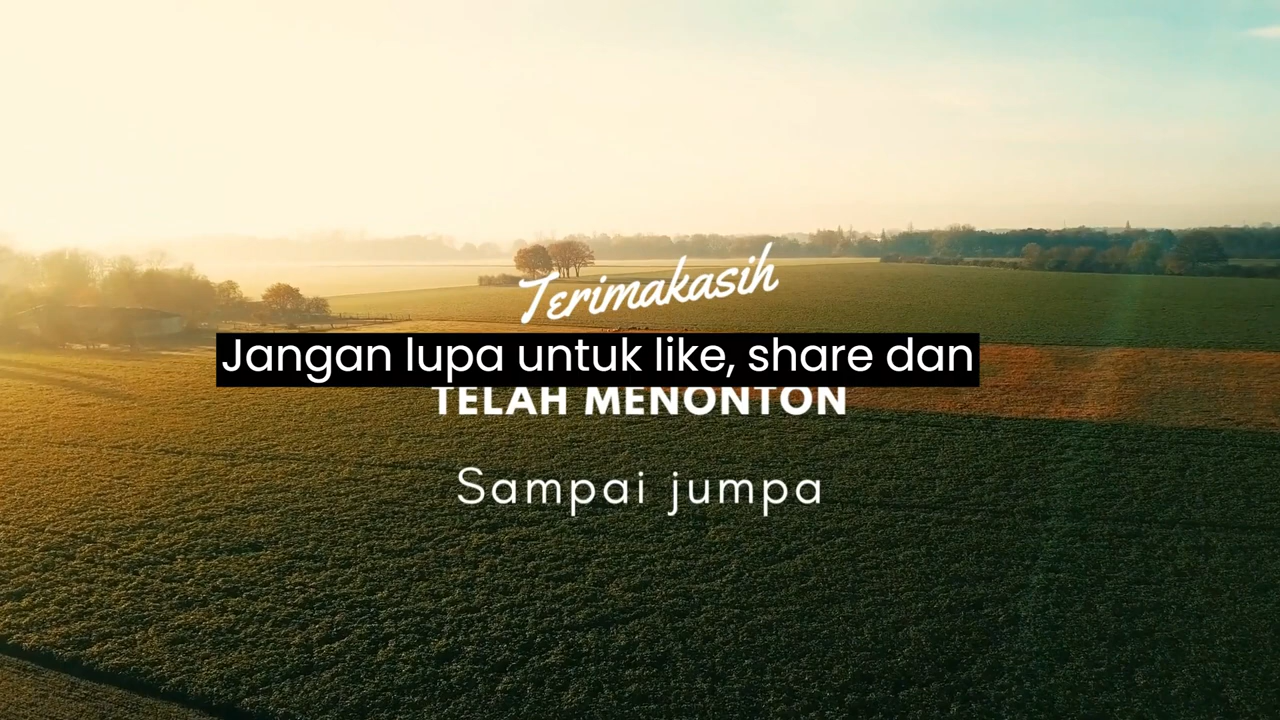 Terimakasih
Jangan lupa untuk like, share dan
TELAH MENONTON
Sampai jumpa